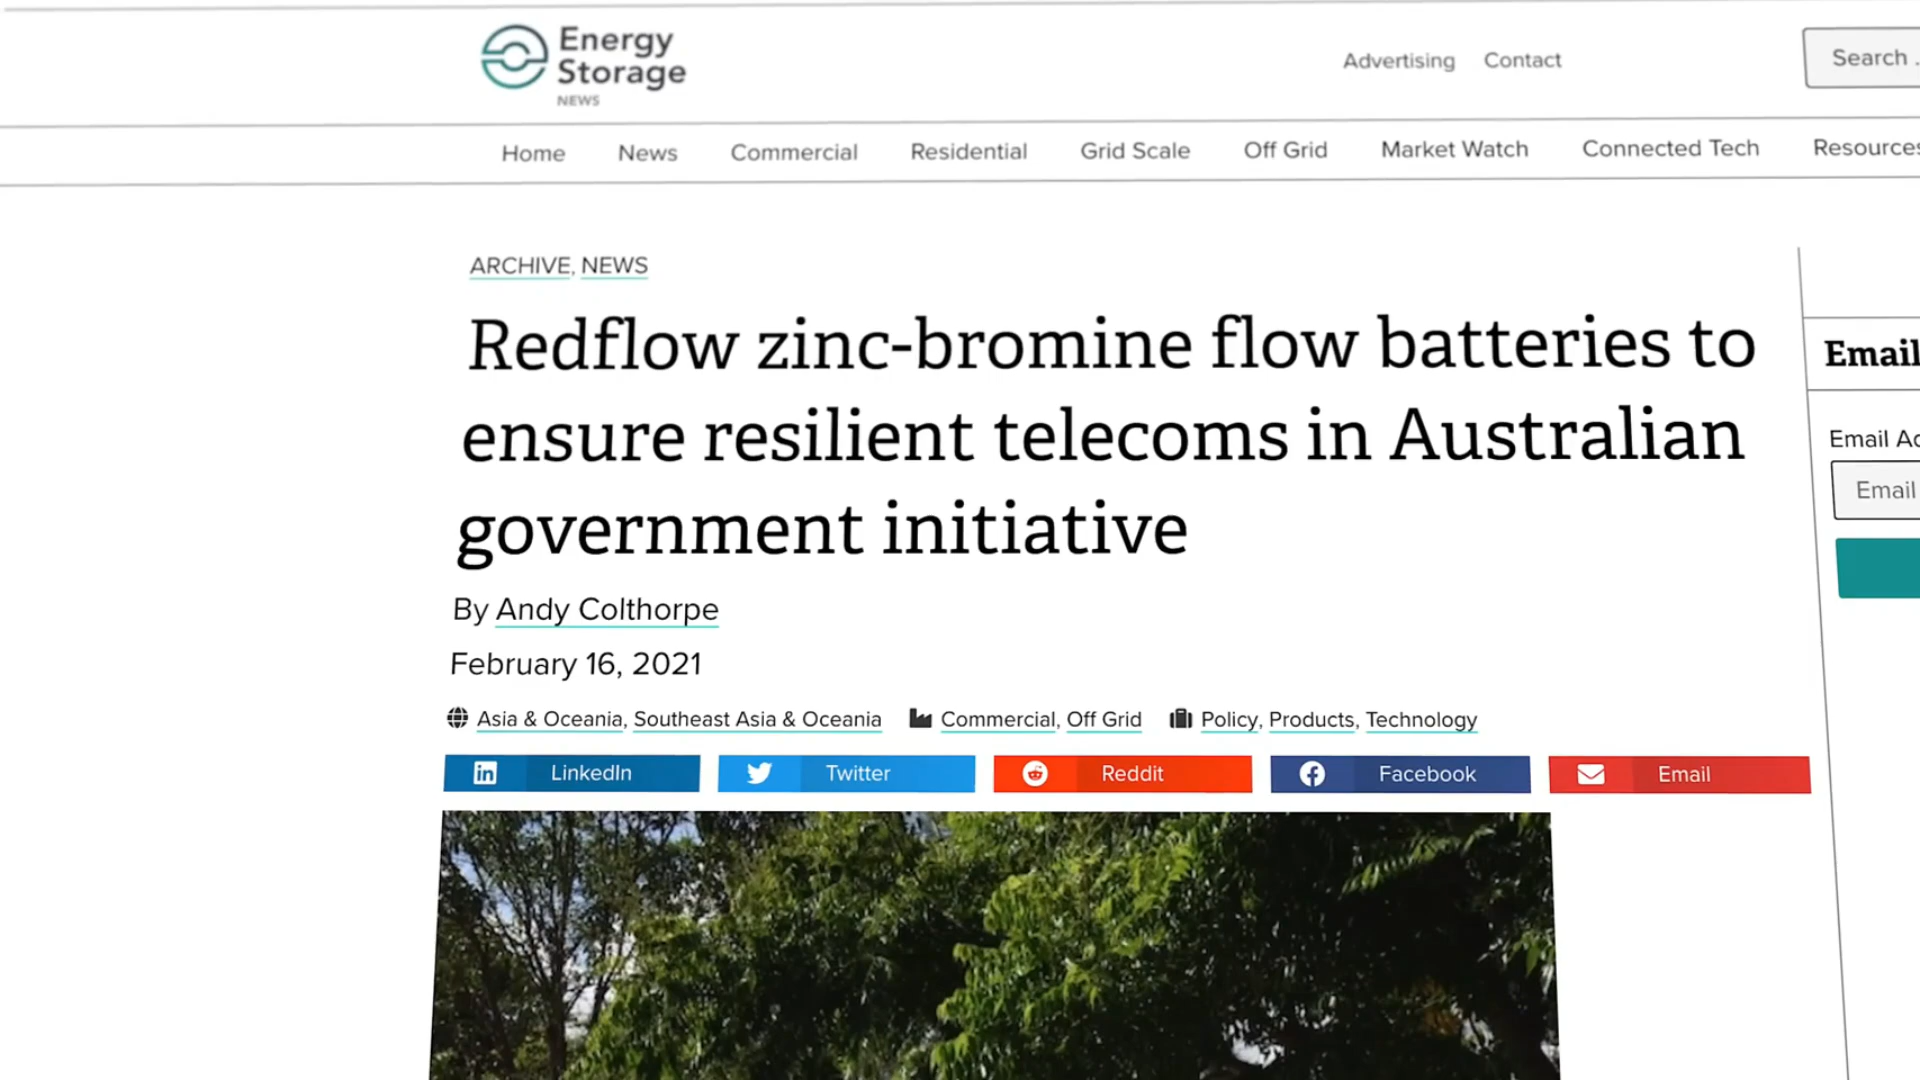 Energy
Storage
NEWS
Advertising Contact
Search .
Home News Commercial Residential Grid Scale Off Grid Market Watch Connected Tech Resources
ARCHIVE, NEWS
Redflow zinc-bromine flow batteries to
ensure resilient telecoms in Australian
government initiative
By Andy Colthorpe
February 16, 2021
Asia & Oceania, Southeast Asia & Oceania Commercial, Off Grid Policy, Products, Technology
LinkedIn Twitter Reddit Facebook Email
Email
Email
Email